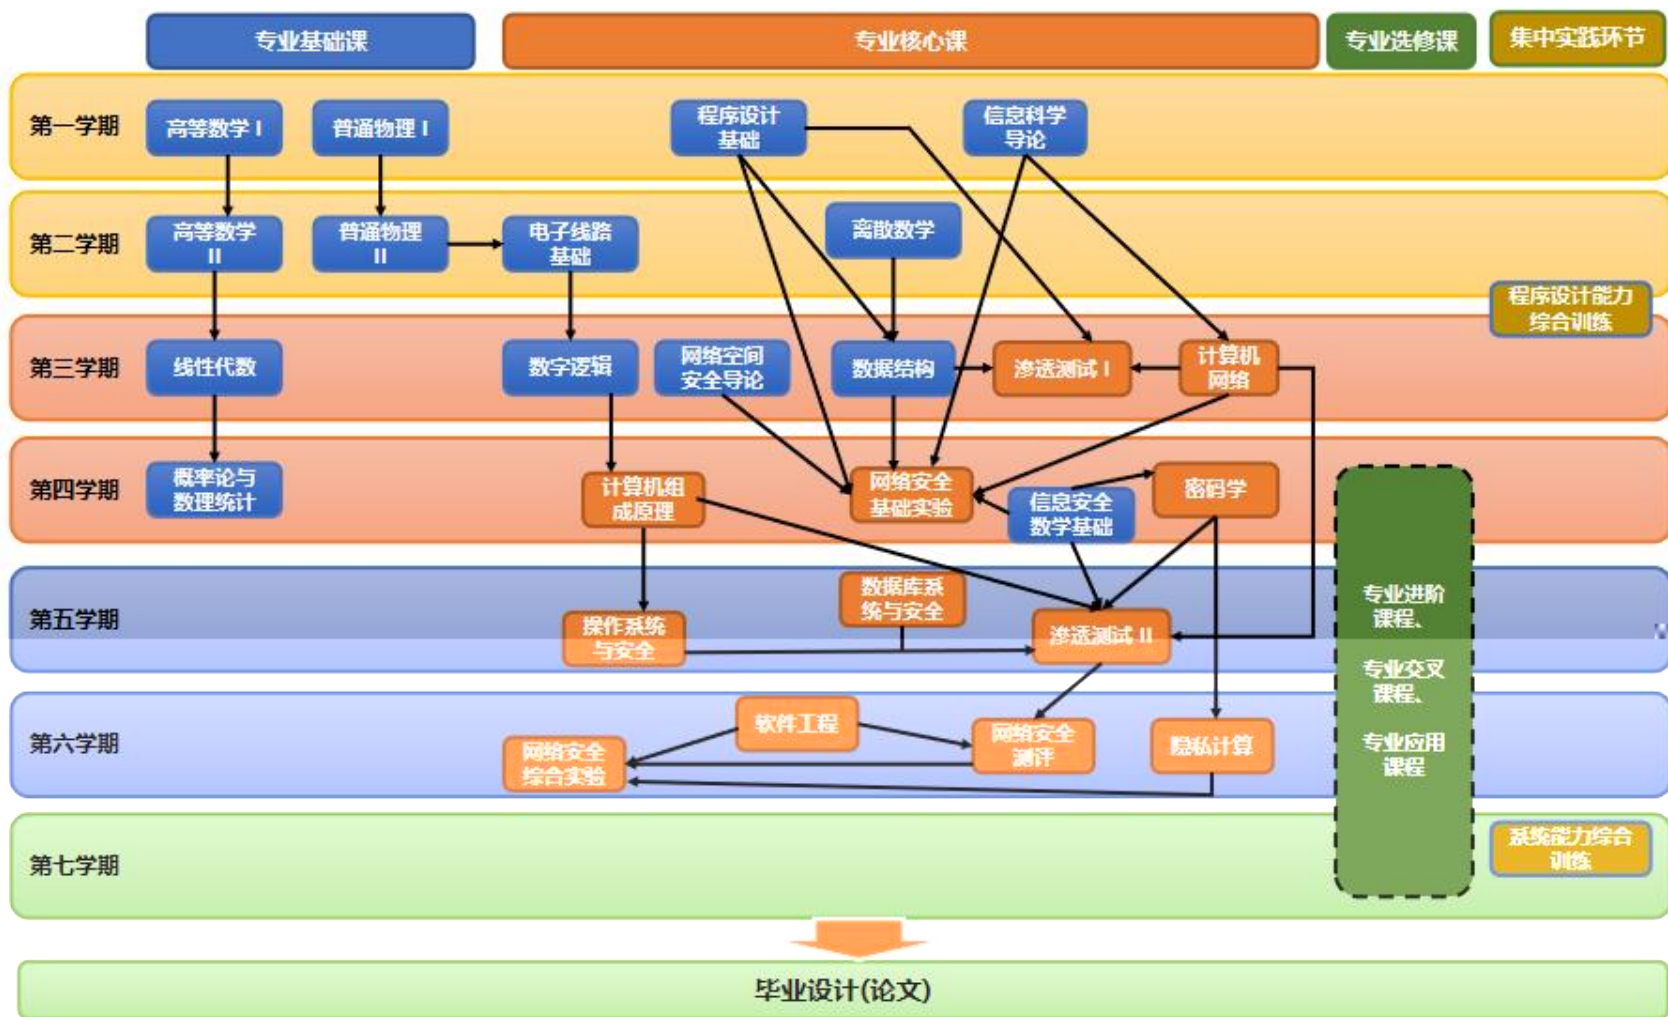 专业基础课
专业核心课
专业选修课
集中实践环节
第一学期
高等数学 I
普通物理 I
程序设计
基础
信息科学
导论
第二学期
高等数学
II
普通物理
II
电子线路
基础
离散数学
程序设计能力
综合训练
第三学期
线性代数
数字逻辑
网络空间
安全导论
数据结构
渗透测试 I
计算机
网络
第四学期
概率论与
数理统计
计算机组
成原理
网络安全
基础实验
信息安全
数学基础
密码学
第五学期
操作系统
与安全
数据库系
统与安全
渗透测试 II
专业进阶
课程、
专业交叉
课程、
专业应用
课程
第六学期
网络安全
综合实验
软件工程
网络安全
测评
隐私计算
第七学期
系统能力综合
训练
毕业设计(论文)